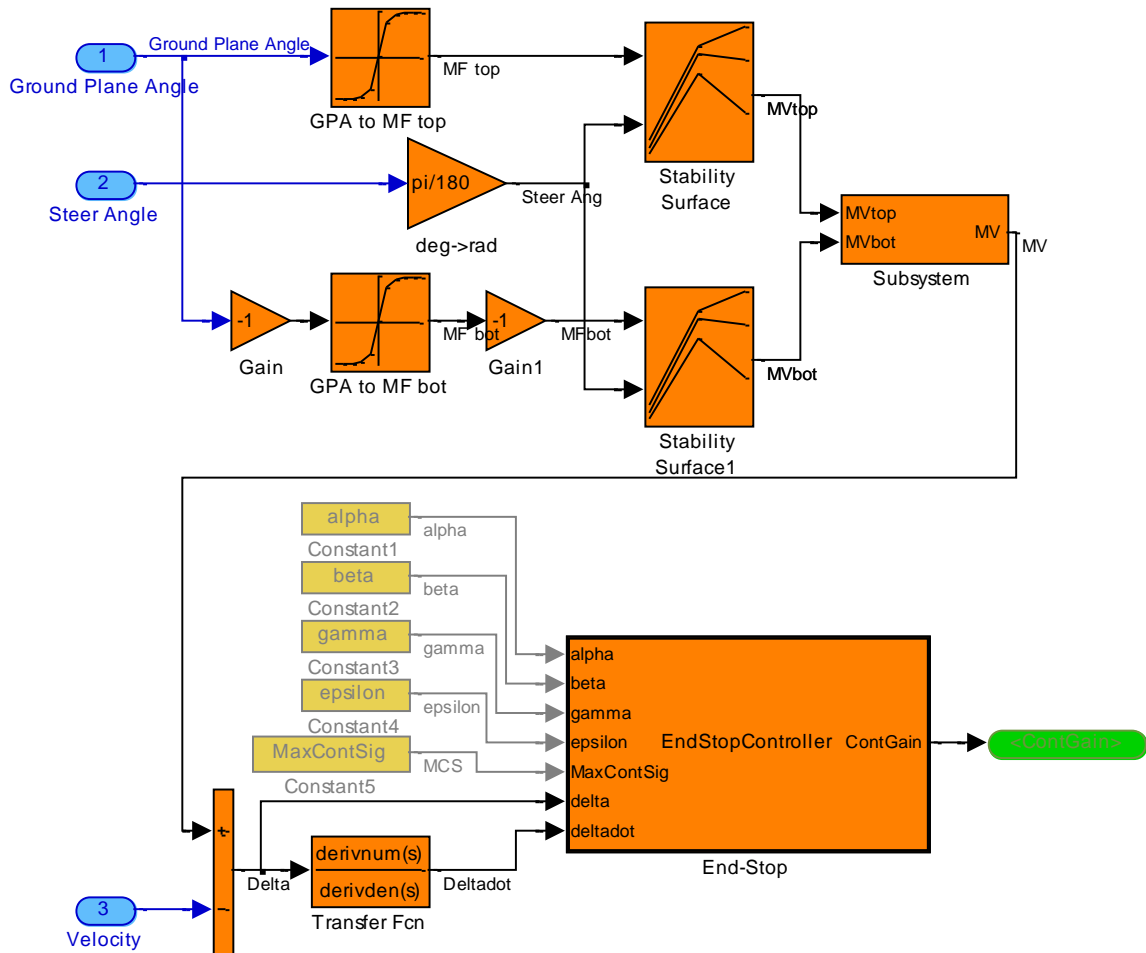 Ground Plane Angle
1
Ground Plane Angle
MF top
GPA to MF top
MVtop
2
Steer Angle
pi/180
Steer Ang
deg->rad
Stability
Surface
MVtop
MVbot
MV
MV
Subsystem
-1
Gain
MF bot
GPA to MF bot
-1
Gain1
MFbot
MVbot
Stability
Surface1
alpha
alpha
Constant1
beta
beta
Constant2
gamma
gamma
Constant3
epsilon
epsilon
Constant4
MaxContSig
MCS
Constant5
alpha
beta
gamma
epsilon
MaxContSig
delta
deltadot
EndStopController
ContGain
End-Stop
<ContGain>
+
−
Delta
derivnum(s)
derivden(s)
Deltadot
Transfer Fcn
3
Velocity